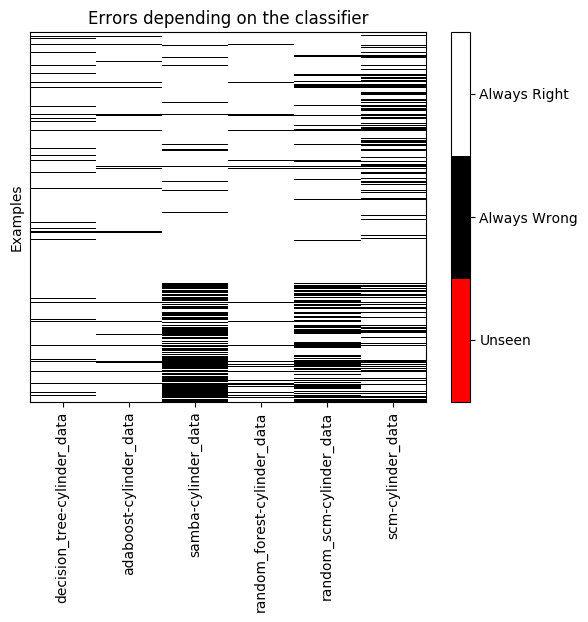 Errors depending on the classifier
Examples
Always Right
Always Wrong
Unseen
decision_tree-cylinder_data
adaboost-cylinder_data
samba-cylinder_data
random_forest-cylinder_data
random_scm-cylinder_data
scm-cylinder_data